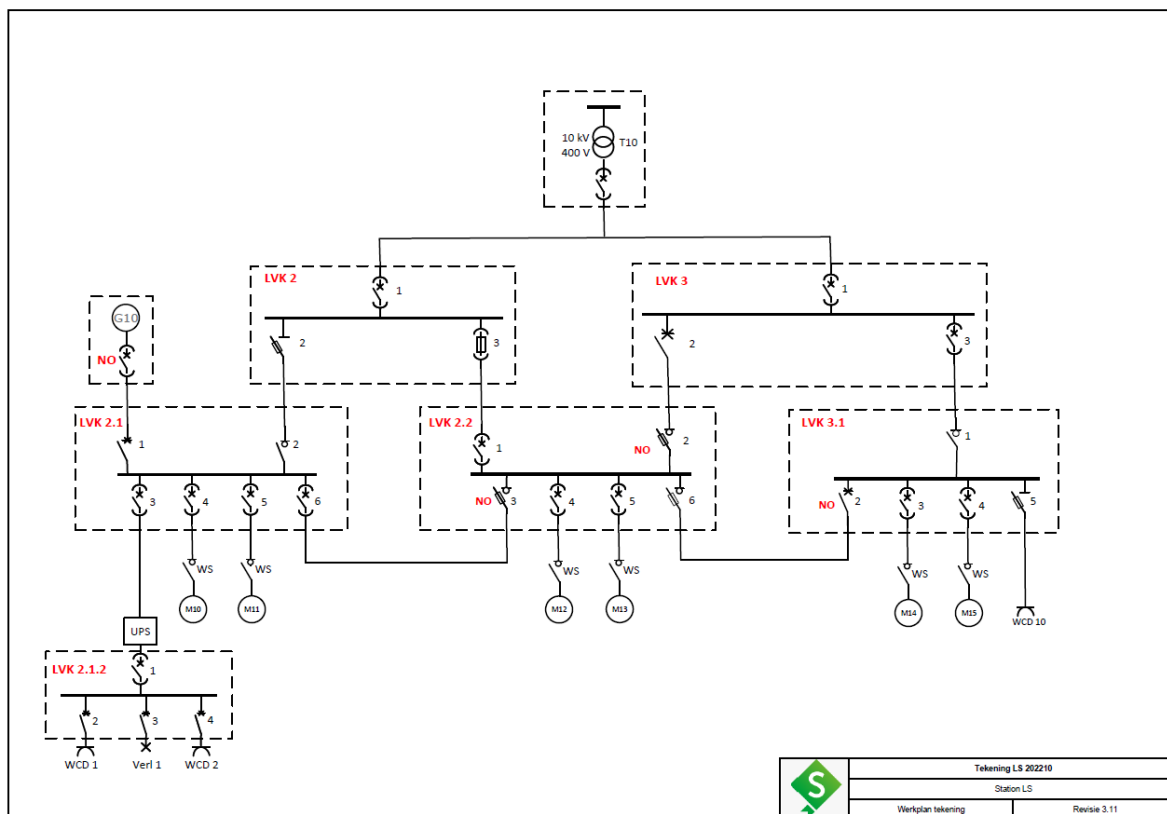 10 kV
400 V
T10
LVK 2
1
2
3
LVK 3
1
2
3
G10
NO
LVK 2.1
1
2
3
4
5
6
LVK 2.2
1
2
NO
NO
3
4
5
6
LVK 3.1
1
NO
2
3
4
5
WS
WS
WS
WS
WS
WS
M10
M11
M12
M13
M14
M15
WCD 10
UPS
LVK 2.1.2
1
2
3
4
WCD 1
Verl 1
WCD 2
S
Tekening LS 202210
Station LS
Werkplan tekening
Revisie 3.11